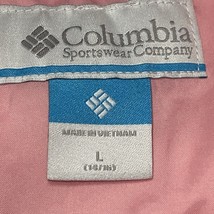 Columbia
Sportswear Company
MADE IN VIETNAM
L
(14/16)